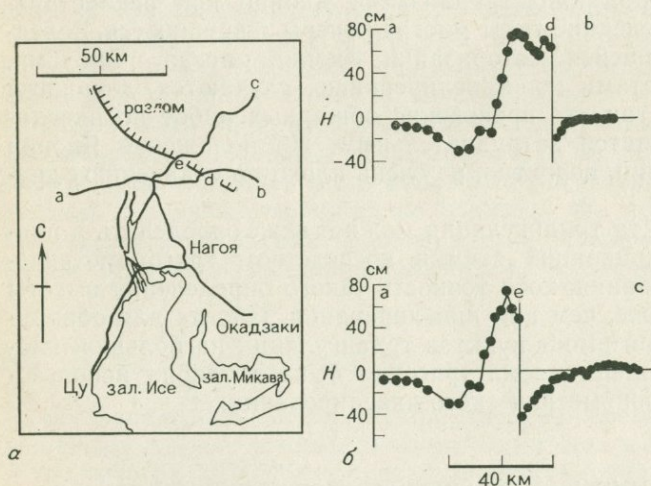 50 км
c
разлом
e
a
d
b
С
Нагоя
Окадзаки
Цу
зал. Исе
зал. Микава
а
см
a
d
b
80
40
H
0
-40
см
a
e
c
80
40
H
0
-40
б
40 км